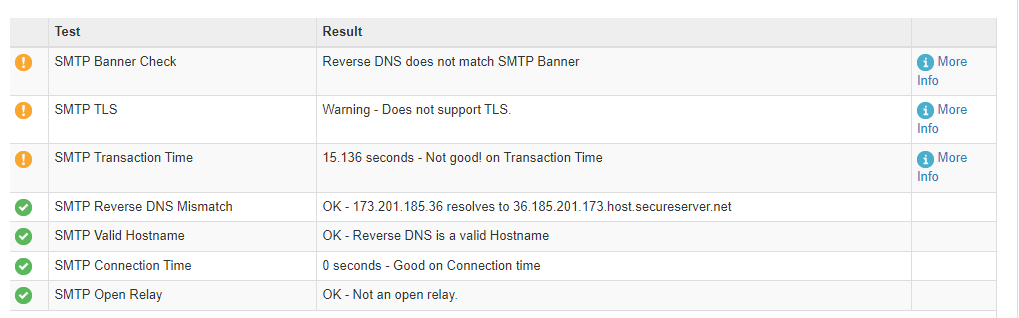 Test Result
SMTP Banner Check Reverse DNS does not match SMTP Banner More
Info
SMTP TLS Warning - Does not support TLS. More
Info
SMTP Transaction Time 15.136 seconds - Not good! on Transaction Time More
Info
SMTP Reverse DNS Mismatch OK - 173.201.185.36 resolves to 36.185.201.173.host.secureserver.net
SMTP Valid Hostname OK - Reverse DNS is a valid Hostname
SMTP Connection Time 0 seconds - Good on Connection time
SMTP Open Relay OK - Not an open relay.